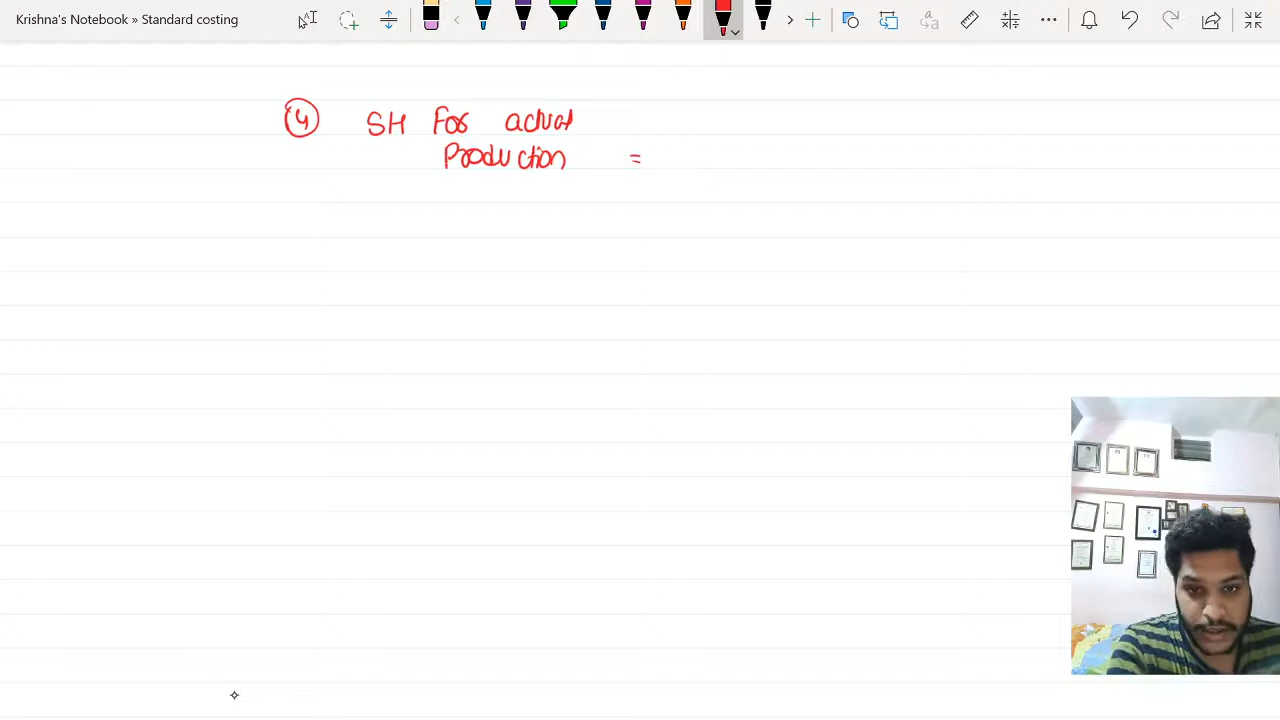 Krishna's Notebook » Standard costing
④ SH For actual
Production =